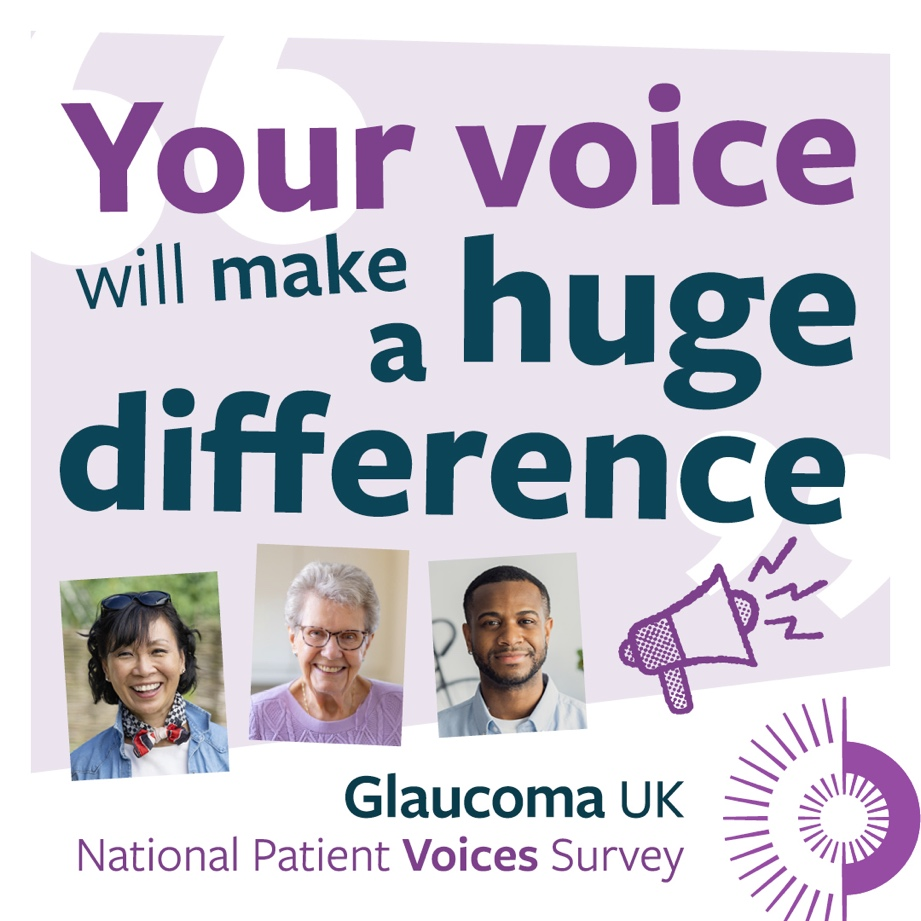 Your voice
will make
a huge
difference
Glaucoma UK
National Patient Voices Survey